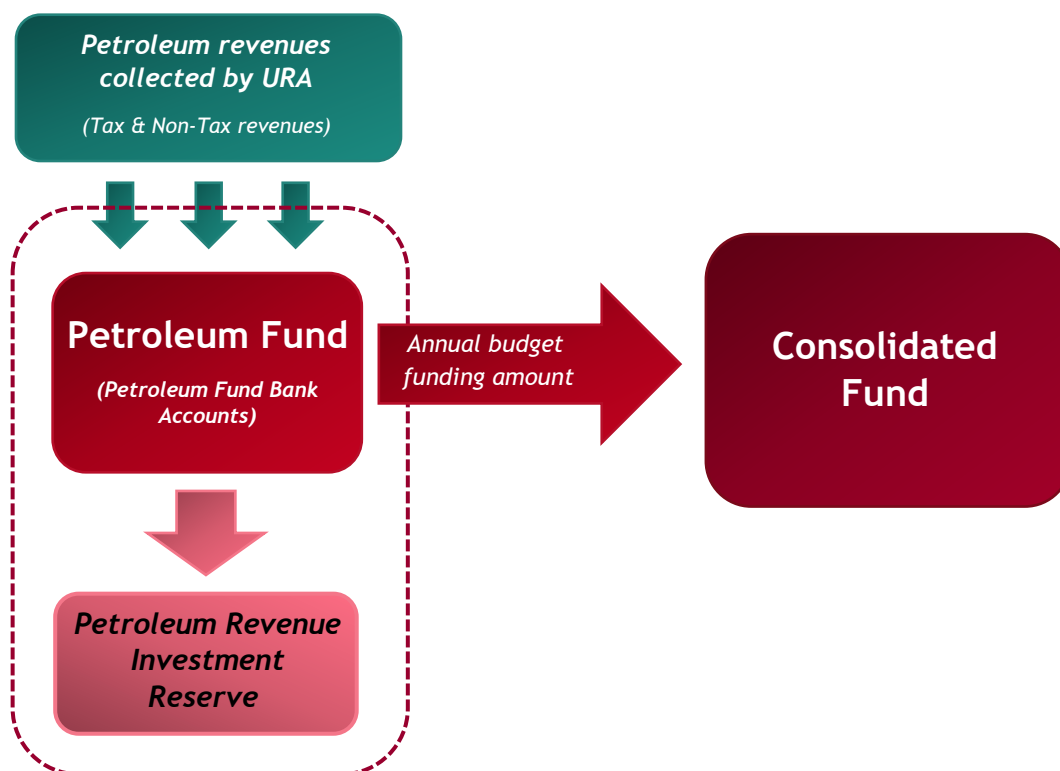 Petroleum revenues
collected by URA
(Tax & Non-Tax revenues)
Petroleum Fund
(Petroleum Fund Bank
Accounts)
Annual budget
funding amount
Consolidated
Fund
Petroleum Revenue
Investment
Reserve